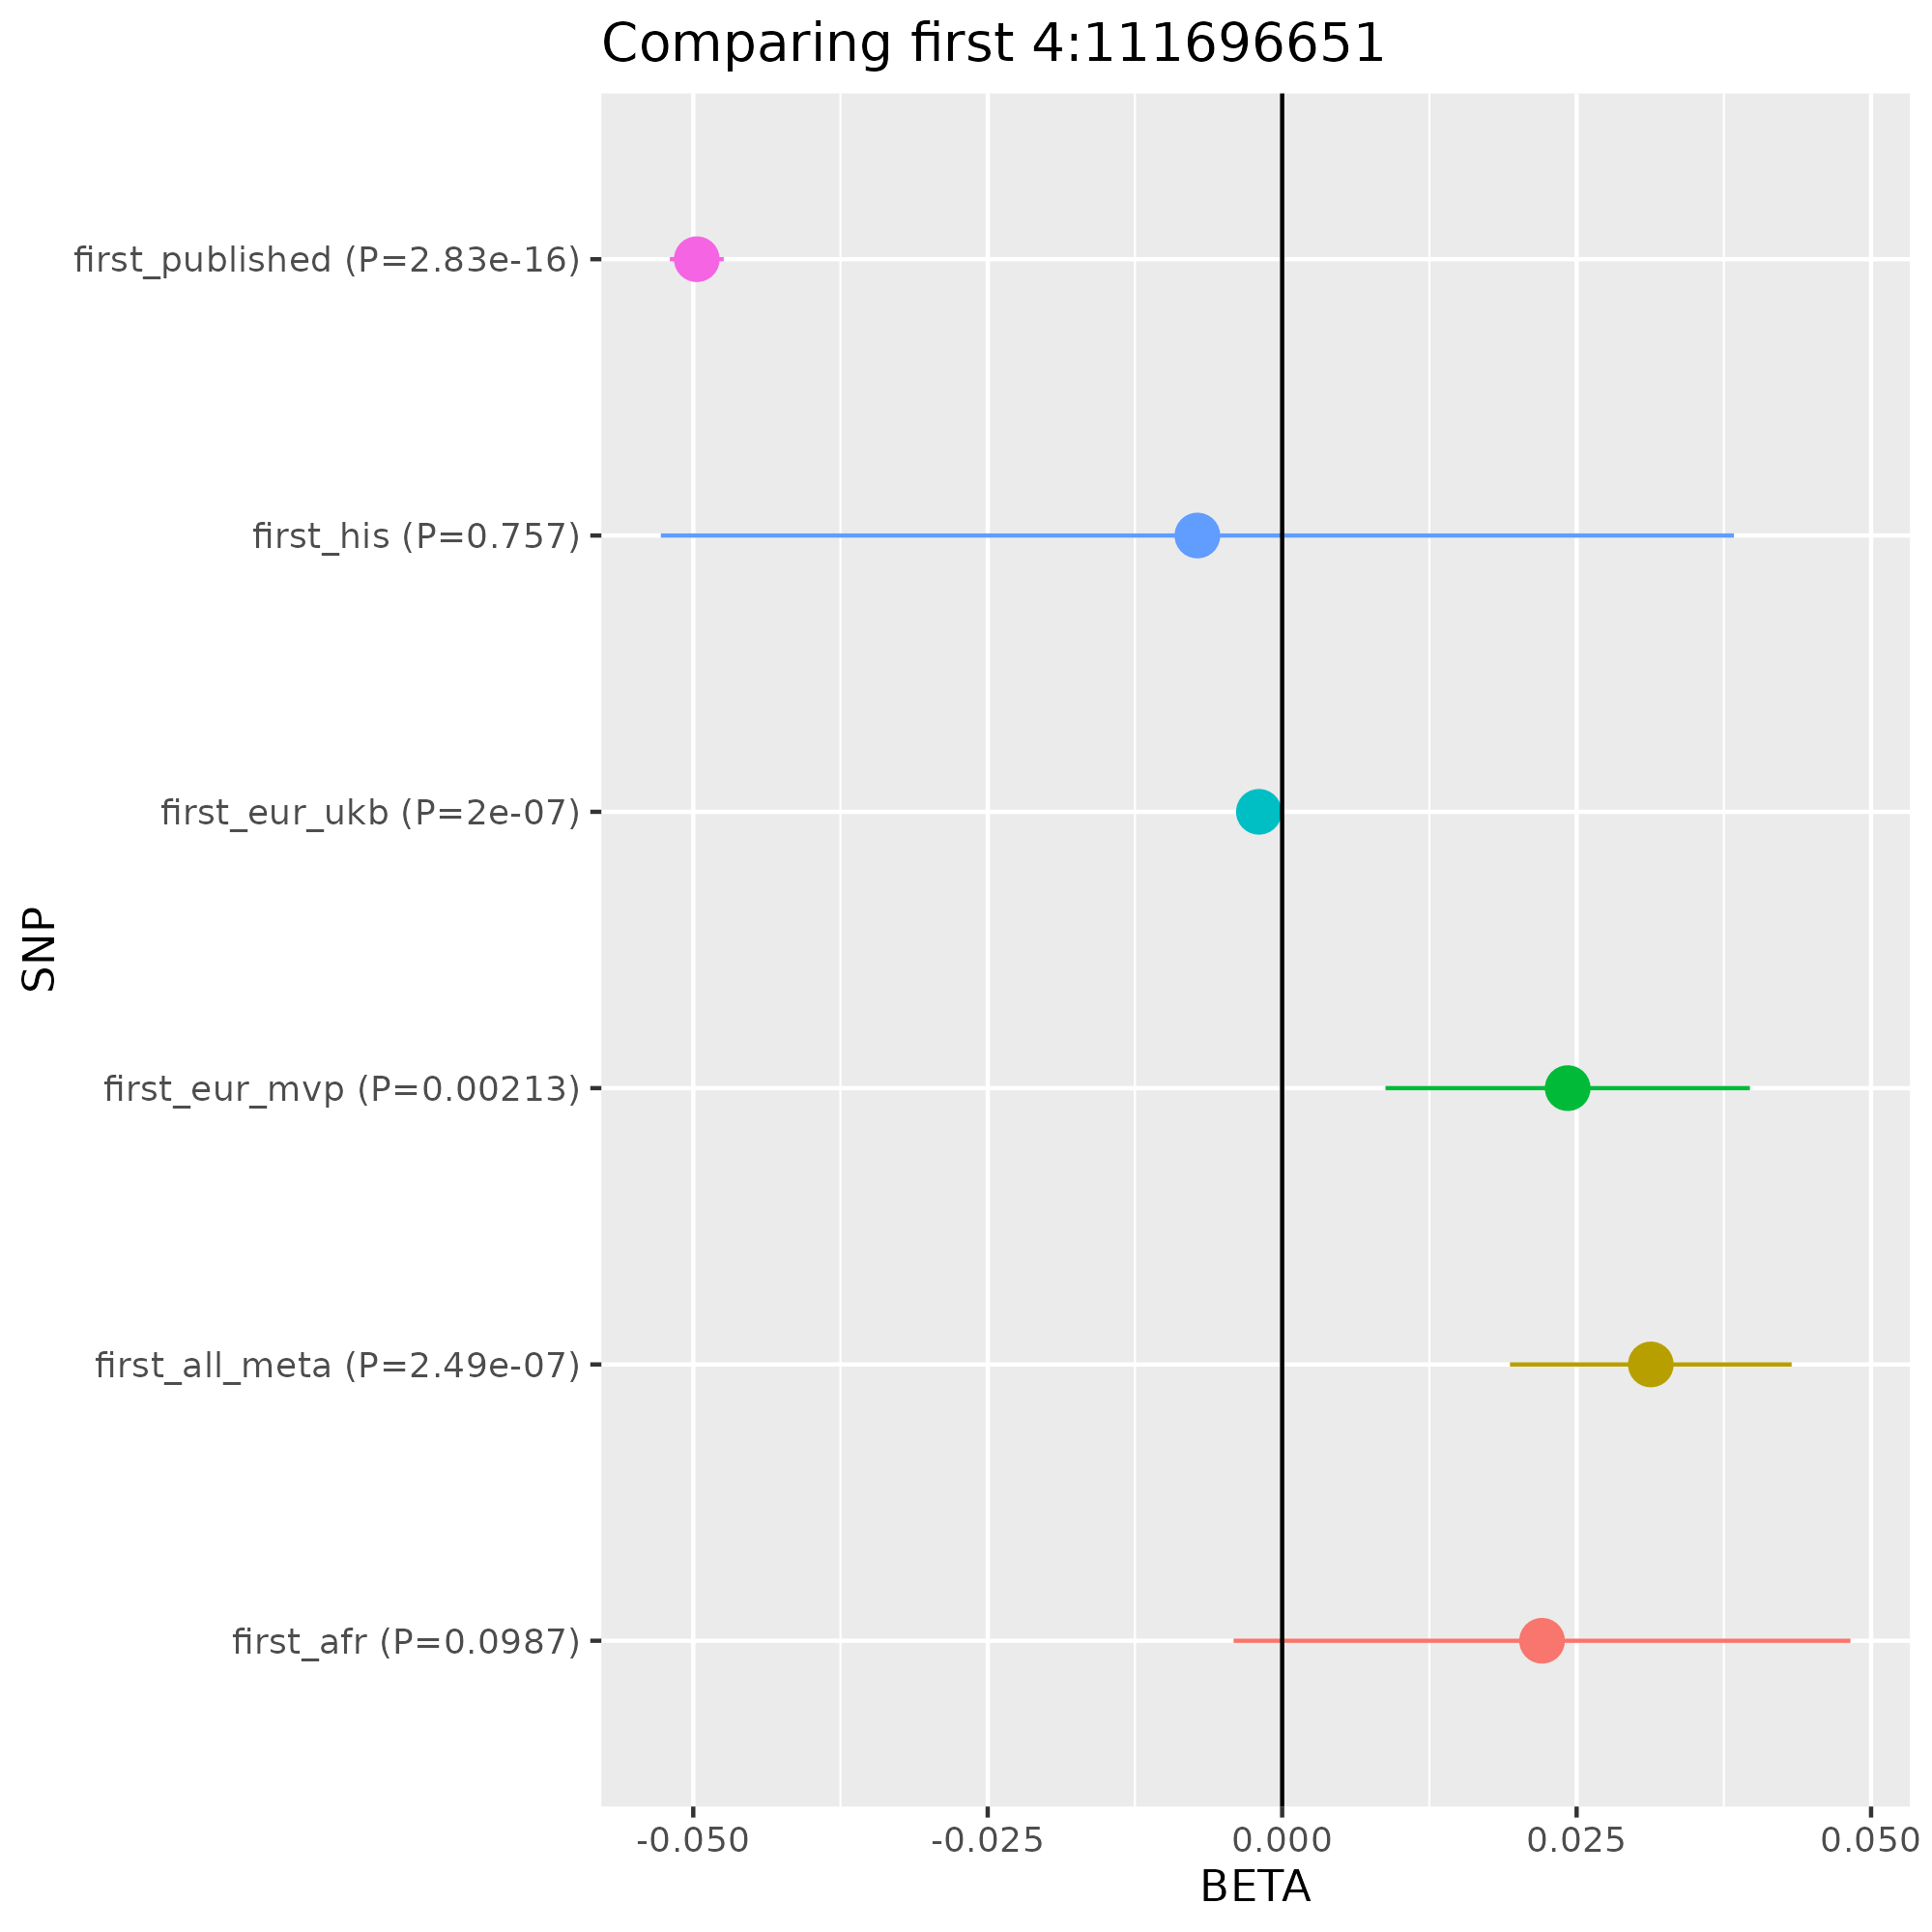 Comparing first 4:111696651
SNP
first_published (P=2.83e-16)
first_his (P=0.757)
first_eur_ukb (P=2e-07)
first_eur_mvp (P=0.00213)
first_all_meta (P=2.49e-07)
first_afr (P=0.0987)
-0.050 -0.025 0.000 0.025 0.050
BETA